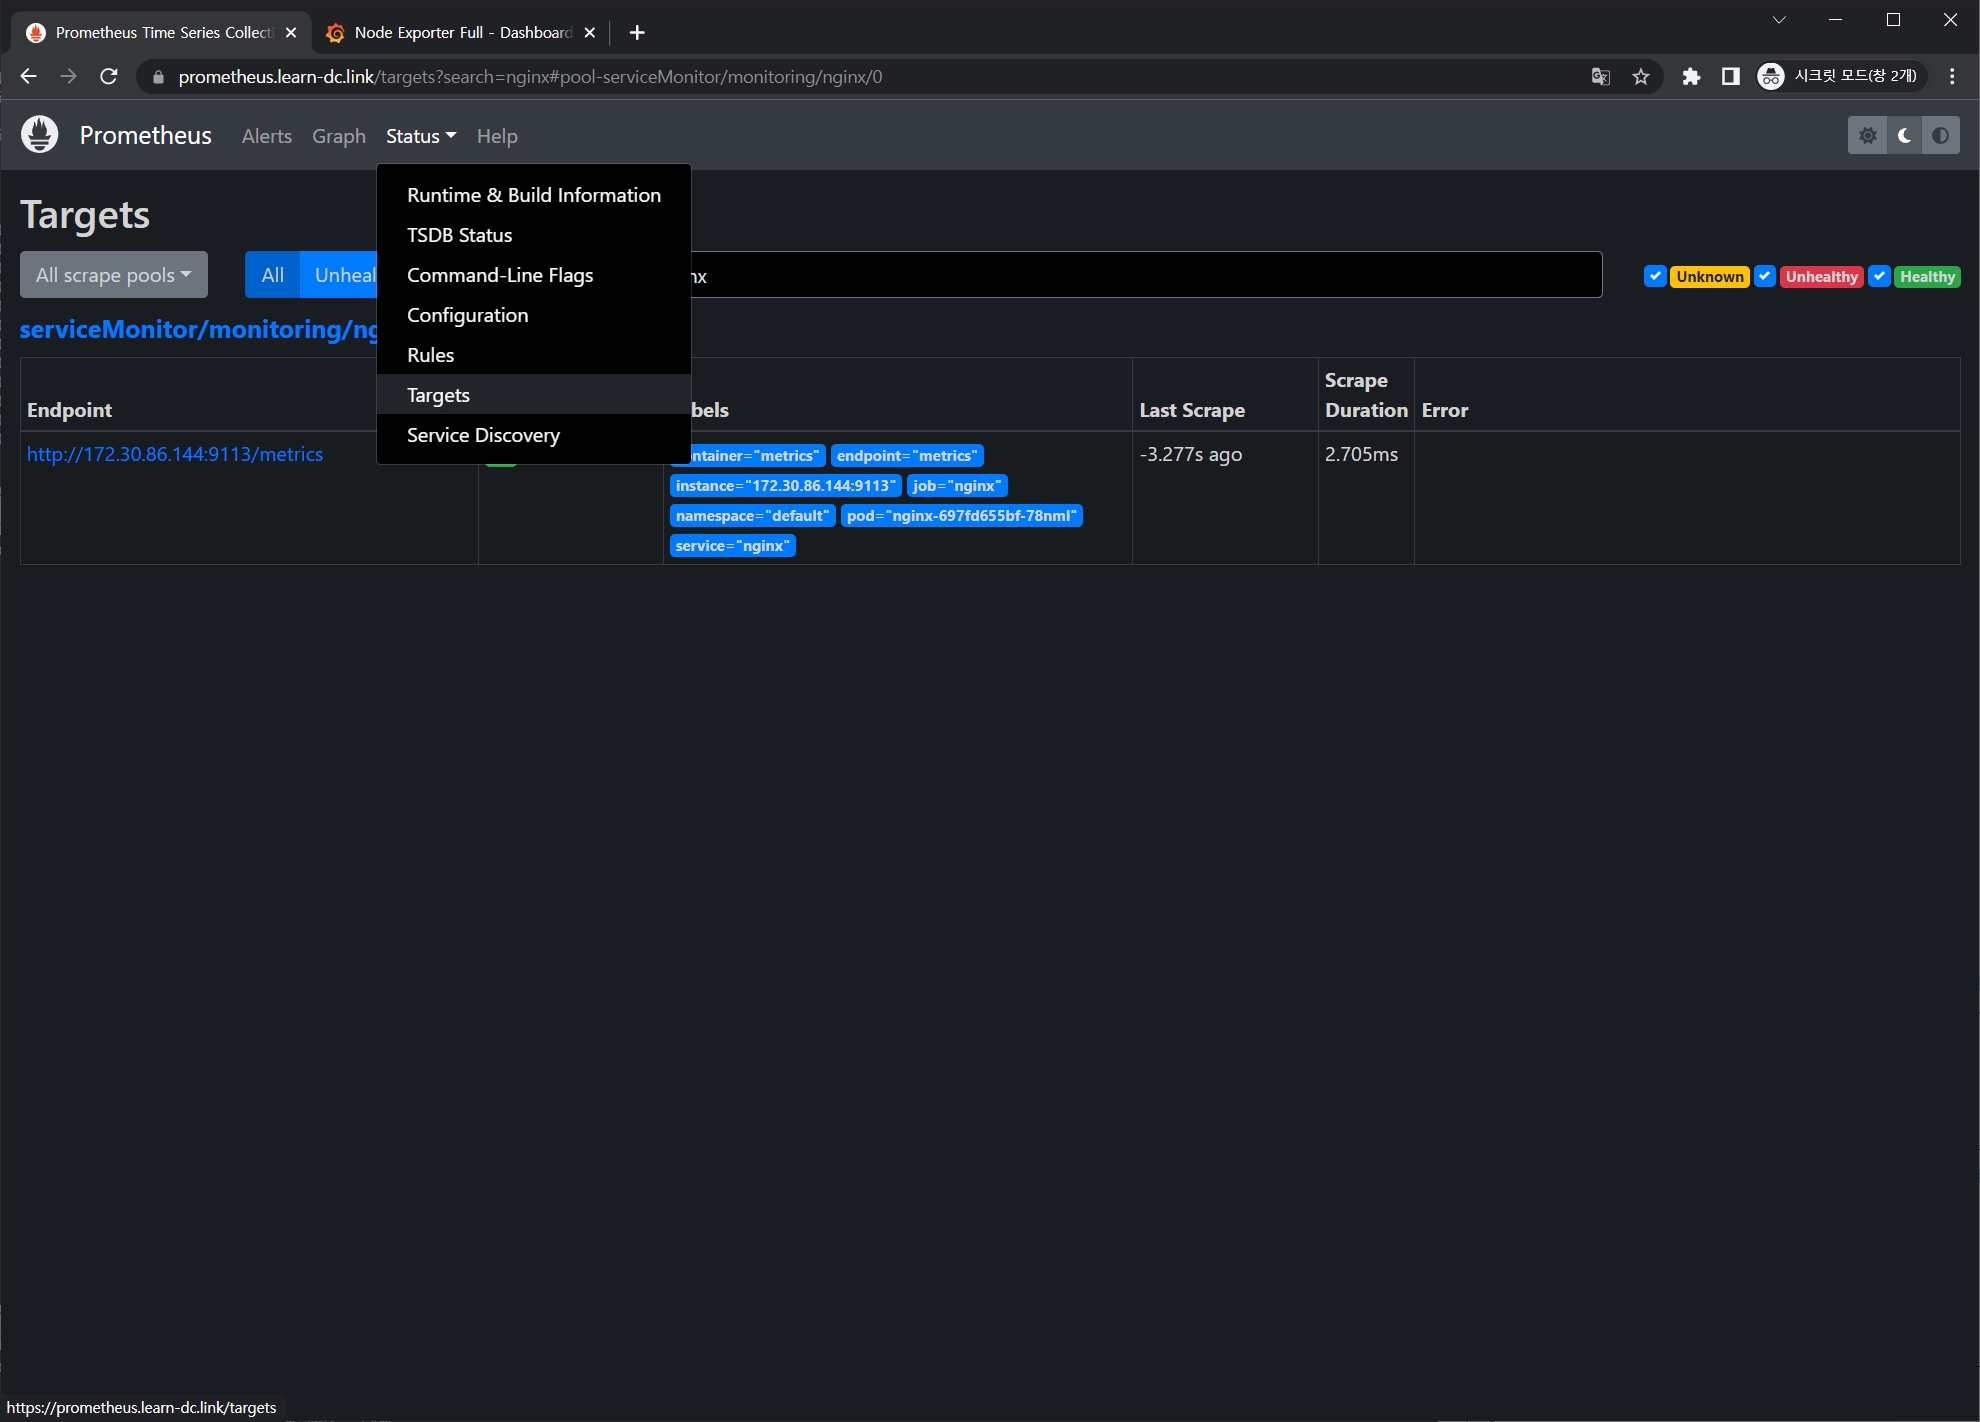 Prometheus Time Series Collecti
Node Exporter Full - Dashboard
prometheus.learn-dc.link/targets?search=nginx#pool-serviceMonitor/monitoring/nginx/0
시크릿 모드(창 2개)
Prometheus Alerts Graph Status Help
Runtime & Build Information
TSDB Status
Command-Line Flags
Configuration
Rules
Targets
Service Discovery
Targets
All scrape pools All Unheal nx Unknown Unhealthy Healthy
serviceMonitor/monitoring/ng
Endpoint bels Last Scrape Scrape Duration Error
http://172.30.86.144:9113/metrics ntainer="metrics" endpoint="metrics" -3.277s ago 2.705ms
instance="172.30.86.144:9113" job="nginx"
namespace="default" pod="nginx-697fd655bf-78nml"
service="nginx"
https://prometheus.learn-dc.link/targets